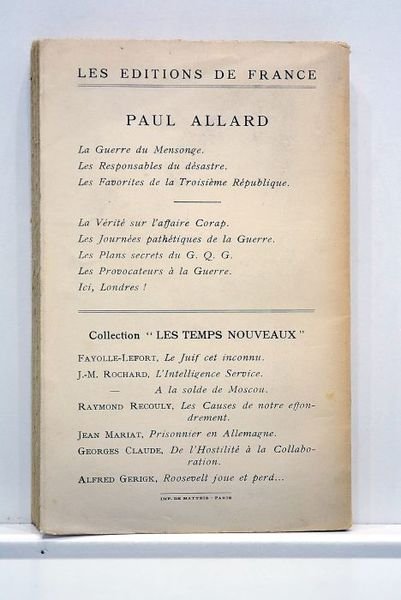 LES EDITIONS DE FRANCE
PAUL ALLARD
La Guerre du Mensonge.
Les Responsables du désastre.
Les Favorites de la Troisième République.
La Vérité sur l'affaire Corap.
Les Journées pathétiques de la Guerre.
Les Plans secrets du G. Q. G.
Les Provocateurs à la Guerre.
Ici, Londres !
Collection " LES TEMPS NOUVEAUX "
FAYOLLE-LEFORT, Le Juif cet inconnu.
J.-M. ROCHARD, L'Intelligence Service.
— A la solde de Moscou.
RAYMOND RECOULY, Les Causes de notre effon-
drement.
JEAN MARIAT, Prisonnier en Allemagne.
GEORGES CLAUDE, De l'Hostilité à la Collabo-
ration.
ALFRED GERIGK, Roosevelt joue et perd...
IMP. DE MATTEIS - PARIS